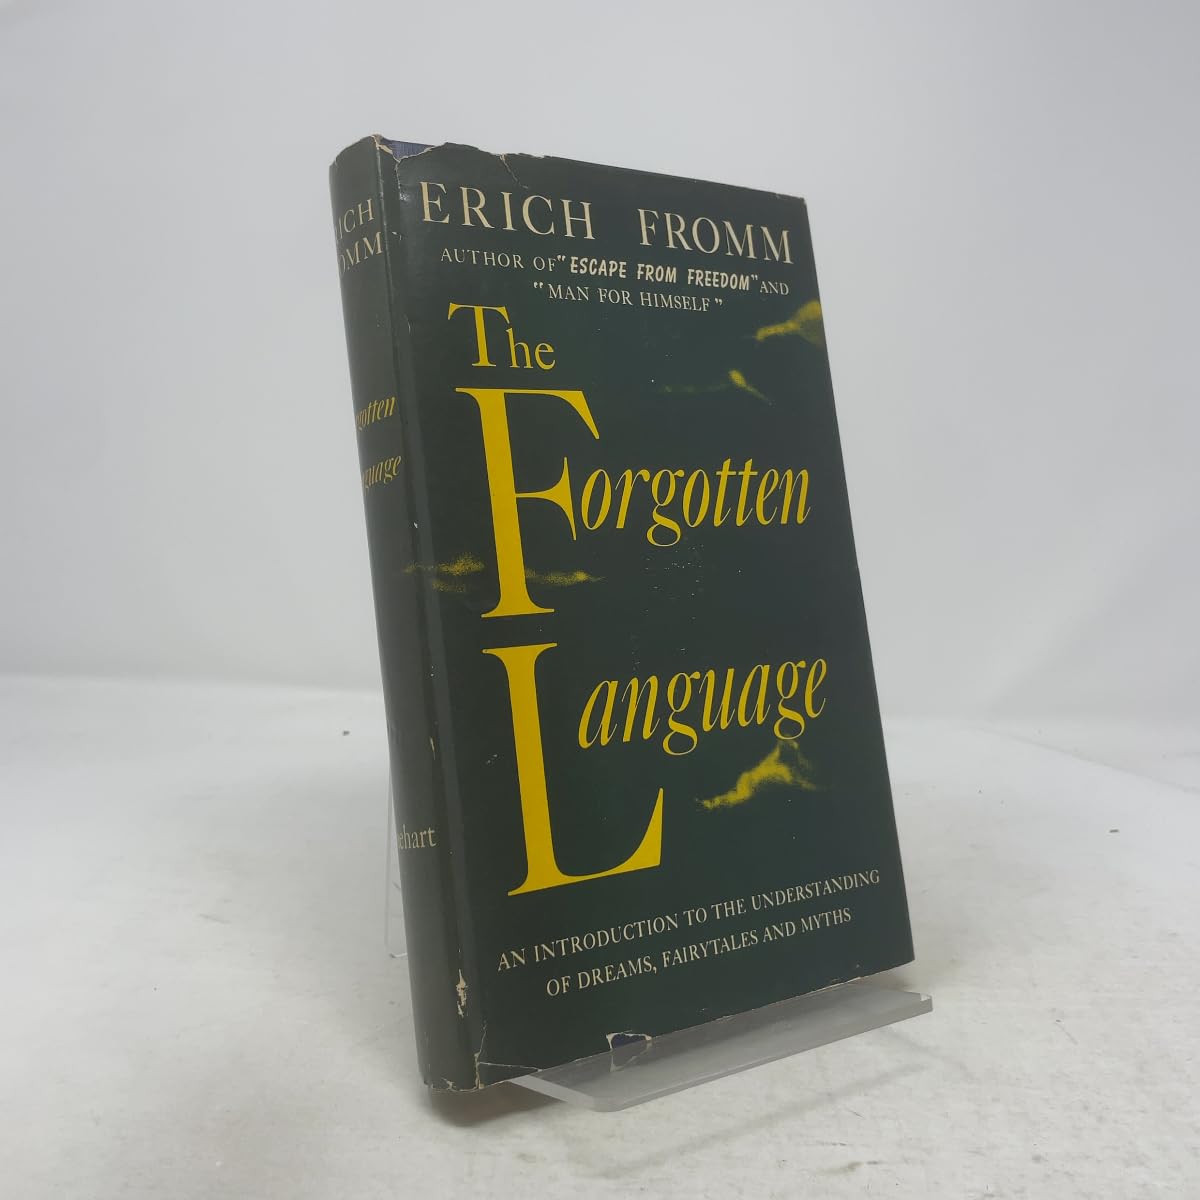 ERICH FROMM
AUTHOR OF "ESCAPE FROM FREEDOM" AND
"MAN FOR HIMSELF"
The
Forgotten
Language
AN INTRODUCTION TO THE UNDERSTANDING
OF DREAMS, FAIRYTALES AND MYTHS